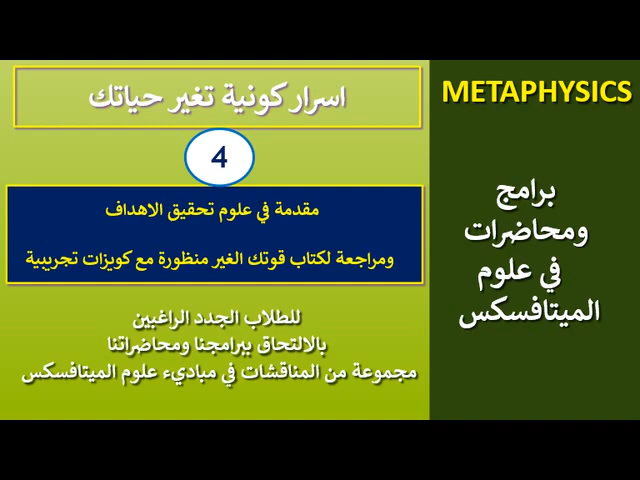 اسرار كونية تغير حياتك
4
مقدمة في علوم تحقيق الاهداف
ومراجعة لكتاب قوتك الغير منظورة مع كويزات تجريبية
للطلاب الجدد الراغبين
بالالتحاق ببرامجنا ومحاضراتنا
مجموعة من المناقشات في مباديء علوم الميتافسكس
METAPHYSICS
برامج
ومحاضرات
في علوم
الميتافسكس